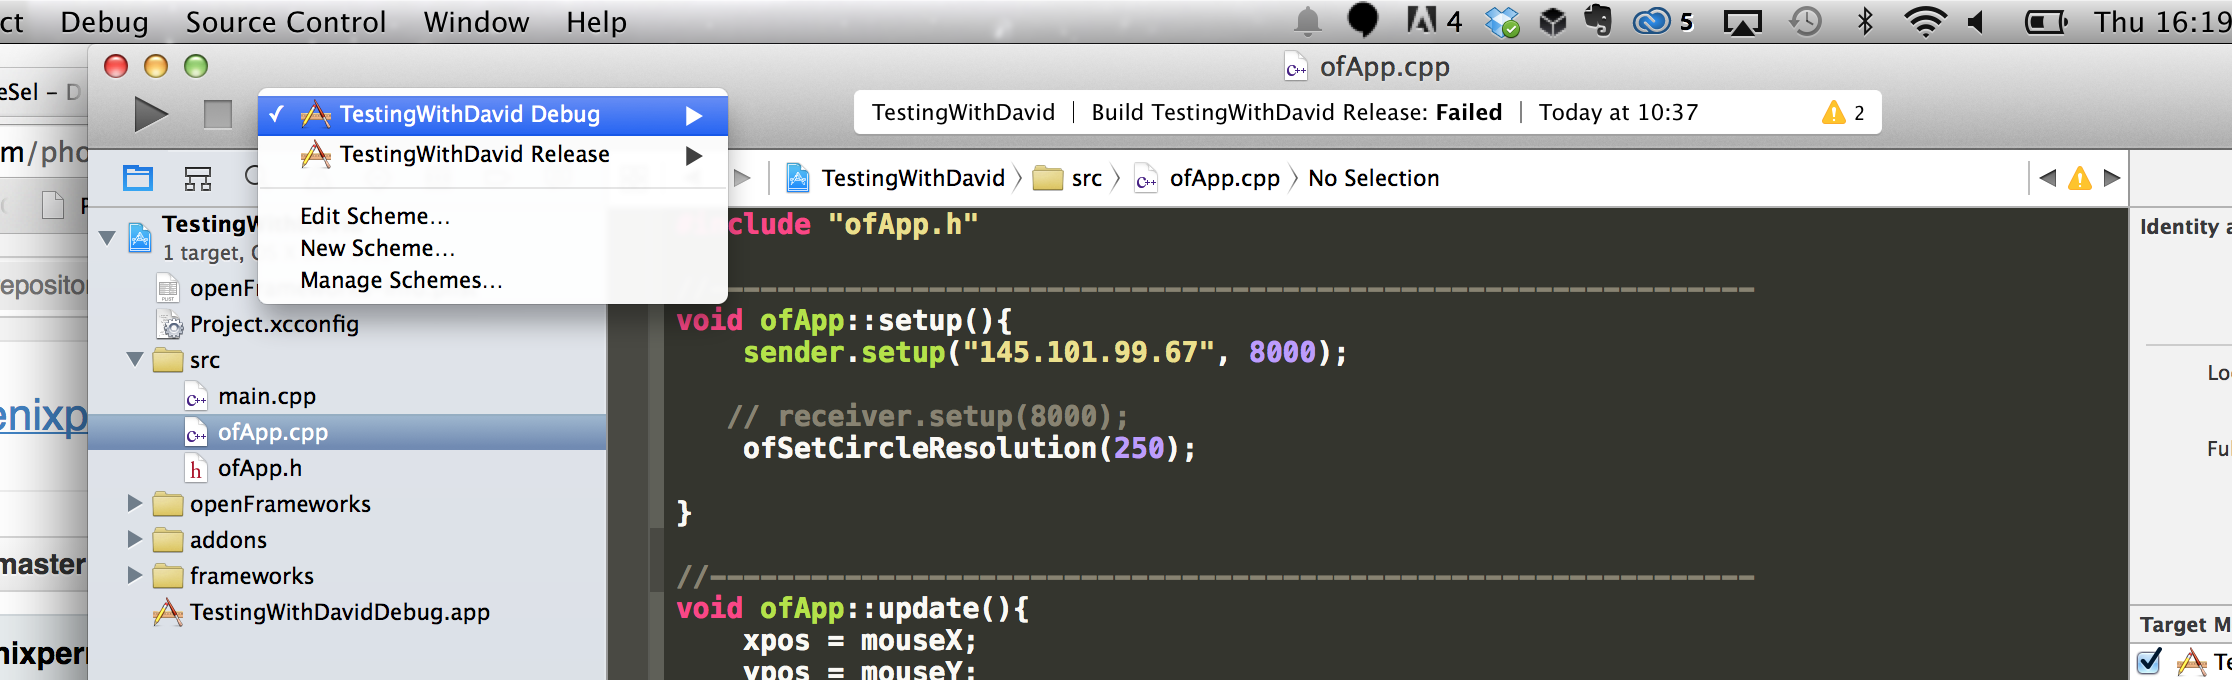 ct Debug Source Control Window Help 4 5 Thu 16:19
ofApp.cpp
eSel – D
TestingWithDavid Debug
TestingWithDavid | Build TestingWithDavid Release: Failed | Today at 10:37 2
m/pho
TestingWithDavid Release
TestingWithDavid src ofApp.cpp No Selection
Edit Scheme...
New Scheme...
Manage Schemes...
TestingW
1 target,
openF
Project.xcconfig
src
main.cpp
ofApp.cpp
ofApp.h
openFrameworks
addons
frameworks
TestingWithDavidDebug.app
epositor
enixp
master
nixper
clude "ofApp.h"
//--------------------------------------------------------------
void ofApp::setup(){
sender.setup("145.101.99.67", 8000);
// receiver.setup(8000);
ofSetCircleResolution(250);
}
//--------------------------------------------------------------
void ofApp::update(){
xpos = mouseX;
ypos = mouseY;
Identity a
Lo
Ful
Target M
Te